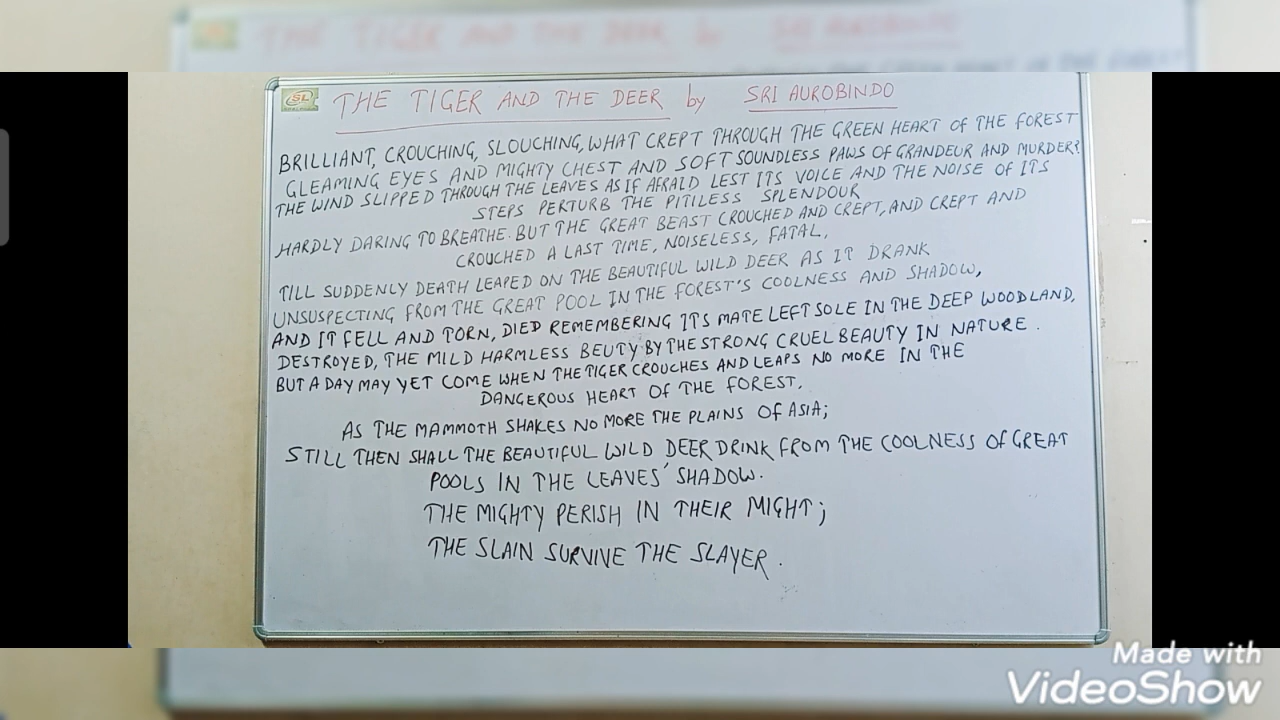 THE TIGER AND THE DEER by SRI AUROBINDO
SL
BRILLIANT, CROUCHING, SLOUCHING, WHAT CREPT THROUGH THE GREEN HEART OF THE FOREST
GLEAMING EYES AND MIGHTY CHEST AND SOFT SOUNDLESS PAWS OF GRANDEUR AND MURDER?
THE WIND SLIPPED THROUGH THE LEAVES AS IF AFRAID LEST ITS VOICE AND THE NOISE OF ITS
STEPS PERTURB THE PITILESS SPLENDOUR
HARDLY DARING TO BREATHE. BUT THE GREAT BEAST CROUCHED AND CREPT, AND CREPT AND
CROUCHED A LAST TIME, NOISELESS, FATAL,
TILL SUDDENLY DEATH LEAPED ON THE BEAUTIFUL WILD DEER AS IT DRANK
UNSUSPECTING FROM THE GREAT POOL IN THE FOREST'S COOLNESS AND SHADOW,
AND IT FELL AND TORN, DIED REMEMBERING ITS MATE LEFT SOLE IN THE DEEP WOODLAND,
DESTROYED, THE MILD HARMLESS BEUTY BY THE STRONG CRUEL BEAUTY IN NATURE.
BUT A DAY MAY YET COME WHEN THE TIGER CROUCHES AND LEAPS NO MORE IN THE
DANGEROUS HEART OF THE FOREST,
AS THE MAMMOTH SHAKES NO MORE THE PLAINS OF ASIA;
STILL THEN SHALL THE BEAUTIFUL WILD DEER DRINK FROM THE COOLNESS OF GREAT
POOLS IN THE LEAVES' SHADOW.
THE MIGHTY PERISH IN THEIR MIGHT;
THE SLAIN SURVIVE THE SLAYER.
Made with
VideoShow